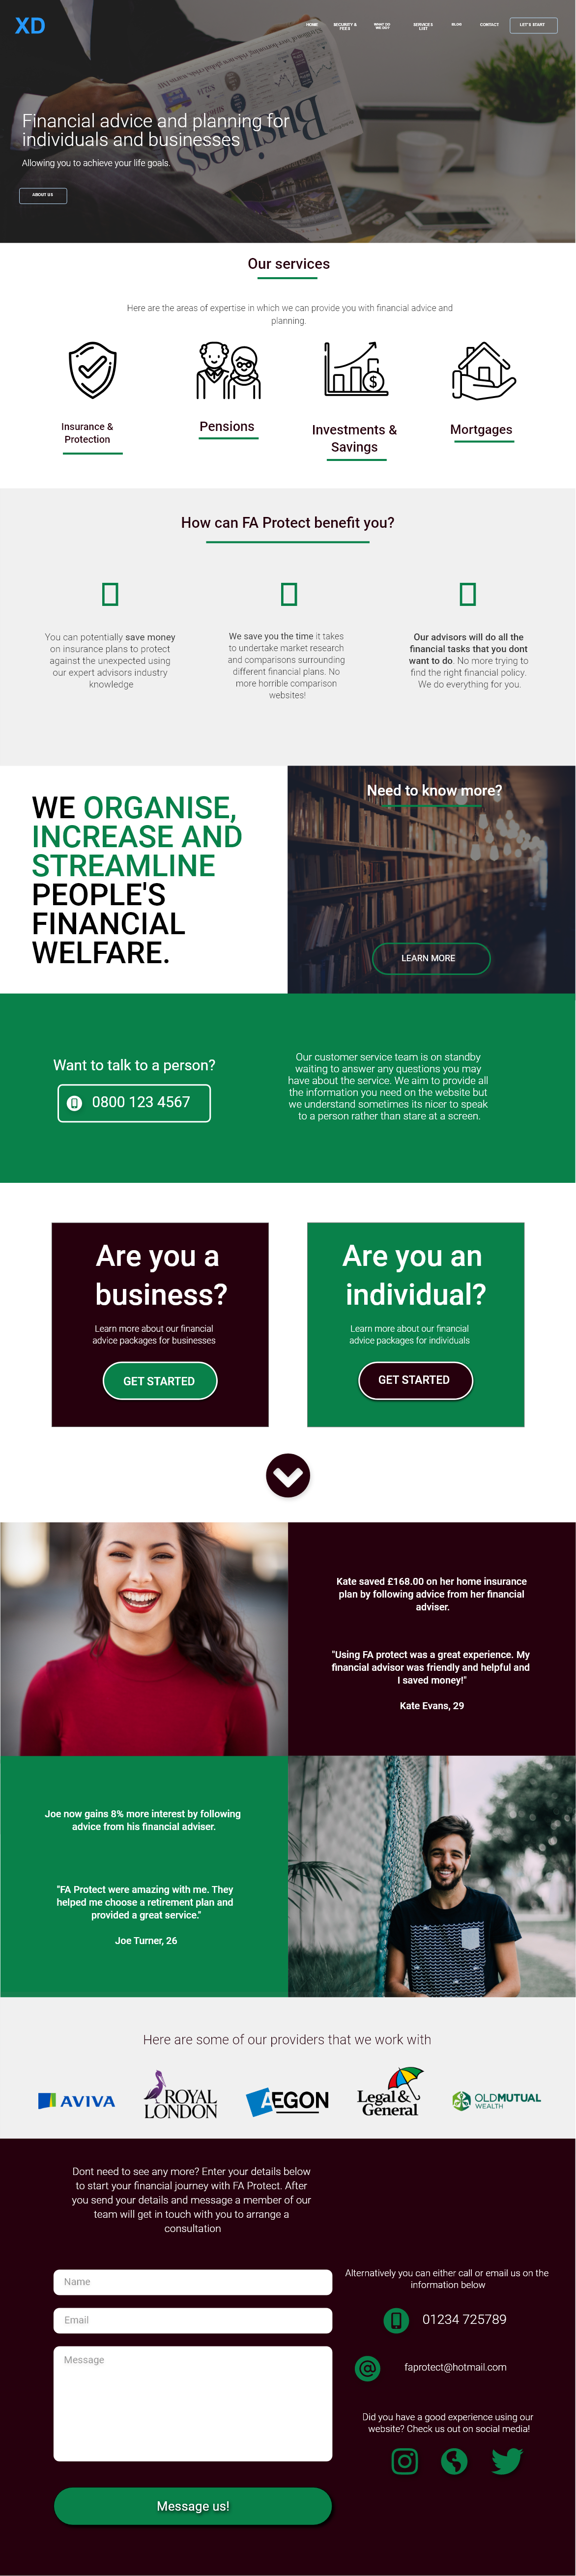 XD
HOME
SECURITY &
FEES
WHAT DO
WE DO?
SERVICES
LIST
BLOG
CONTACT
LET'S START
Business
Financial advice and planning for
individuals and businesses
Allowing you to achieve your life goals.
ABOUT US
Our services
Here are the areas of expertise in which we can provide you with financial advice and
planning.
Insurance &
Protection
Pensions
Investments &
Savings
Mortgages
How can FA Protect benefit you?
You can potentially save money
on insurance plans to protect
against the unexpected using
our expert advisors industry
knowledge
We save you the time it takes
to undertake market research
and comparisons surrounding
different financial plans. No
more horrible comparison
websites!
Our advisors will do all the
financial tasks that you dont
want to do. No more trying to
find the right financial policy.
We do everything for you.
WE ORGANISE,
INCREASE AND
STREAMLINE
PEOPLE'S
FINANCIAL
WELFARE.
Need to know more?
LEARN MORE
Want to talk to a person?
0800 123 4567
Our customer service team is on standby
waiting to answer any questions you may
have about the service. We aim to provide all
the information you need on the website but
we understand sometimes its nicer to speak
to a person rather than stare at a screen.
Are you a
business?
Learn more about our financial
advice packages for businesses
GET STARTED
Are you an
individual?
Learn more about our financial
advice packages for individuals
GET STARTED
Kate saved £168.00 on her home insurance
plan by following advice from her financial
adviser.
"Using FA protect was a great experience. My
financial advisor was friendly and helpful and
I saved money!"
Kate Evans, 29
Joe now gains 8% more interest by following
advice from his financial adviser.
"FA Protect were amazing with me. They
helped me choose a retirement plan and
provided a great service."
Joe Turner, 26
Here are some of our providers that we work with
AVIVA
ROYAL
LONDON
AEGON
Legal &
General
OLDMUTUAL
WEALTH
Dont need to see any more? Enter your details below
to start your financial journey with FA Protect. After
you send your details and message a member of our
team will get in touch with you to arrange a
consultation
Name
Email
Message
Message us!
Alternatively you can either call or email us on the
information below
01234 725789
faprotect@hotmail.com
Did you have a good experience using our
website? Check us out on social media!